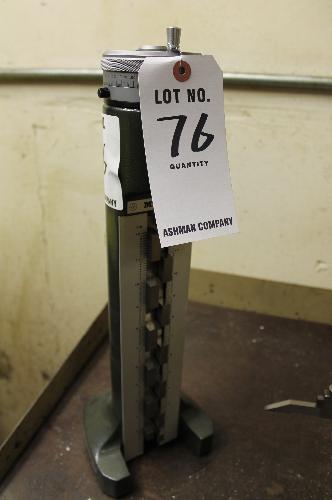 LOT NO.
76
QUANTITY
ASHMAN COMPANY